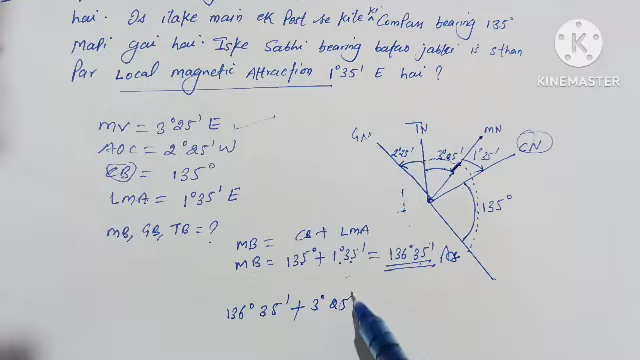 hai. Is ilake main ek Post se kite ki Compass bearing 135°
Mapi gai hai. Iske Sabhi bearing batao jabki is sthan
Par Local magnetic Attraction 1°35' E hai?
KINEMASTER
MV = 3°25' E
AOC = 2°25' W
CB = 135°
LMA = 1°35' E
MB, GB, TB = ?
GN TN MN CN
2°25' 3°25' 1°35'
135°
MB = CB + LMA
MB = 135° + 1°35' = 136°35' As
136°35' + 3°25'